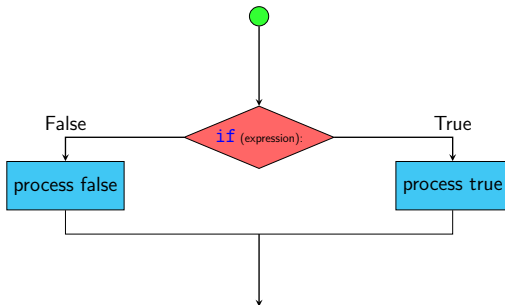 False
True
if (expression):
process false
process true